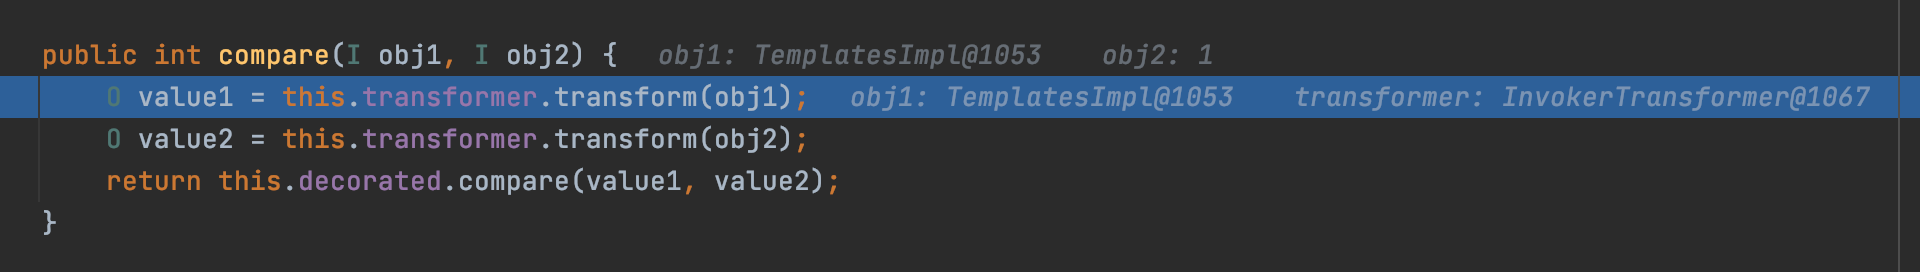 public int compare(I obj1, I obj2) {   obj1: TemplatesImpl@1053    obj2: 1
    O value1 = this.transformer.transform(obj1);   obj1: TemplatesImpl@1053    transformer: InvokerTransformer@1067
    O value2 = this.transformer.transform(obj2);
    return this.decorated.compare(value1, value2);
}